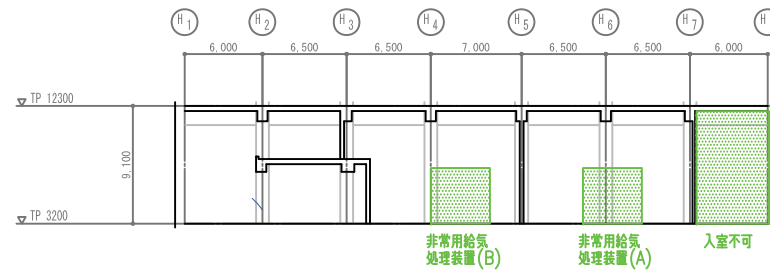 H1 H2 H3 H4 H5 H6 H7 H
6,000 6,500 6,500 7,000 6,500 6,500 6,000
TP 12300
9,100
TP 3200
非常用給気
処理装置(B)
非常用給気
処理装置(A)
入室不可